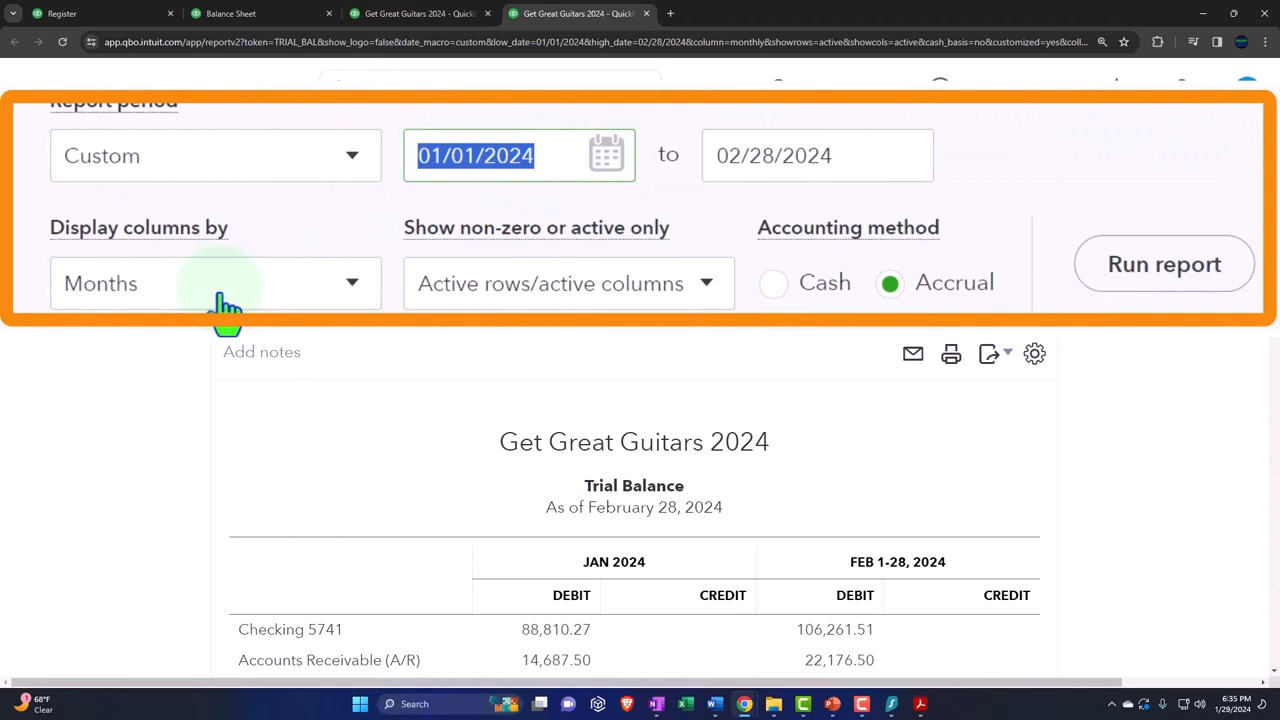 Register
Balance Sheet
Get Great Guitars 2024 - Quick
Get Great Guitars 2024 - Quick
app.qbo.intuit.com/app/reportv2?token=TRIAL_BAL&show_logo=false&date_macro=custom&low_date=01/01/2024&high_date=02/28/2024&column=monthly&showrows=active&showcols=active&cash_basis=no&customized=yes&coll...
Report period
Custom 01/01/2024 to 02/28/2024
Display columns by Show non-zero or active only Accounting method
Months Active rows/active columns Cash Accrual Run report
Add notes
Get Great Guitars 2024
Trial Balance
As of February 28, 2024
JAN 2024 FEB 1-28, 2024
DEBIT CREDIT DEBIT CREDIT
Checking 5741 88,810.27 106,261.51
Accounts Receivable (A/R) 14,687.50 22,176.50
68°F
Clear
Search
6:35 PM
1/29/2024